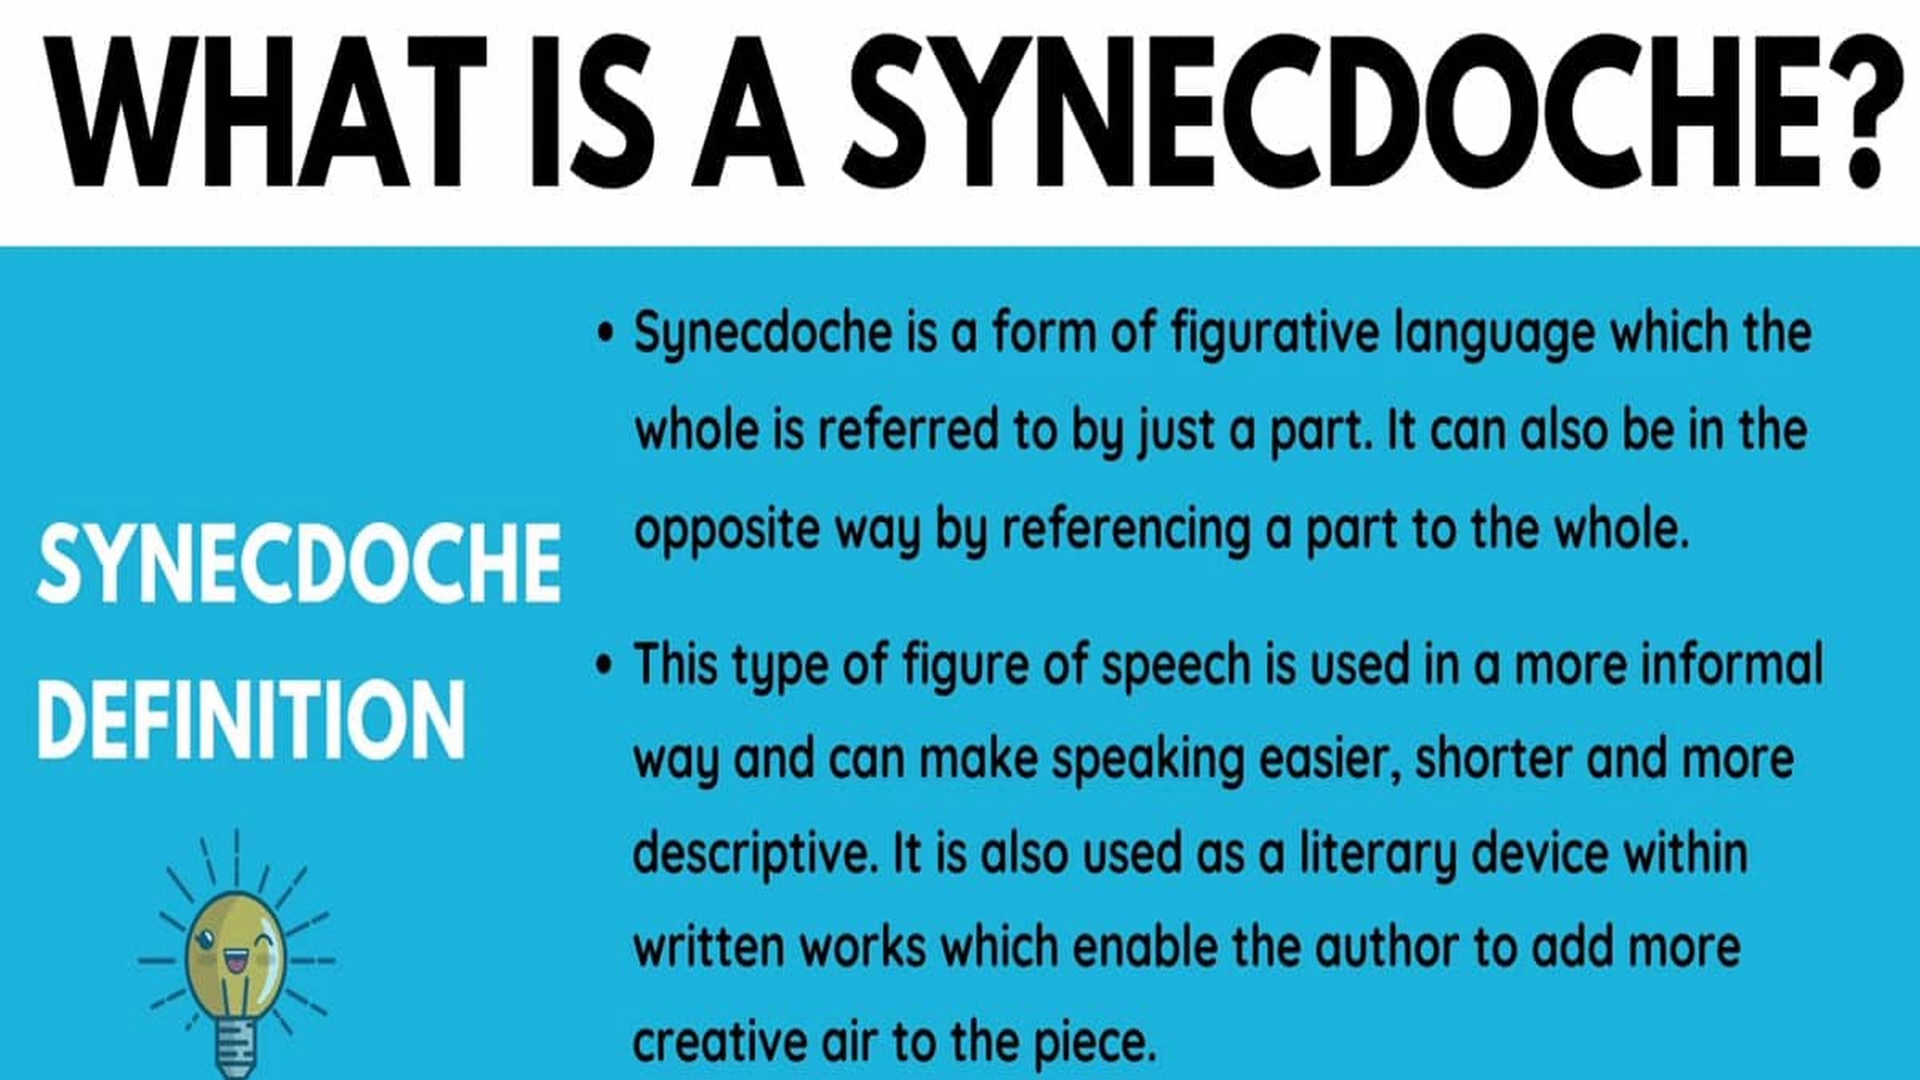 WHAT IS A SYNECDOCHE?
SYNECDOCHE
DEFINITION
• Synecdoche is a form of figurative language which the
whole is referred to by just a part. It can also be in the
opposite way by referencing a part to the whole.
• This type of figure of speech is used in a more informal
way and can make speaking easier, shorter and more
descriptive. It is also used as a literary device within
written works which enable the author to add more
creative air to the piece.